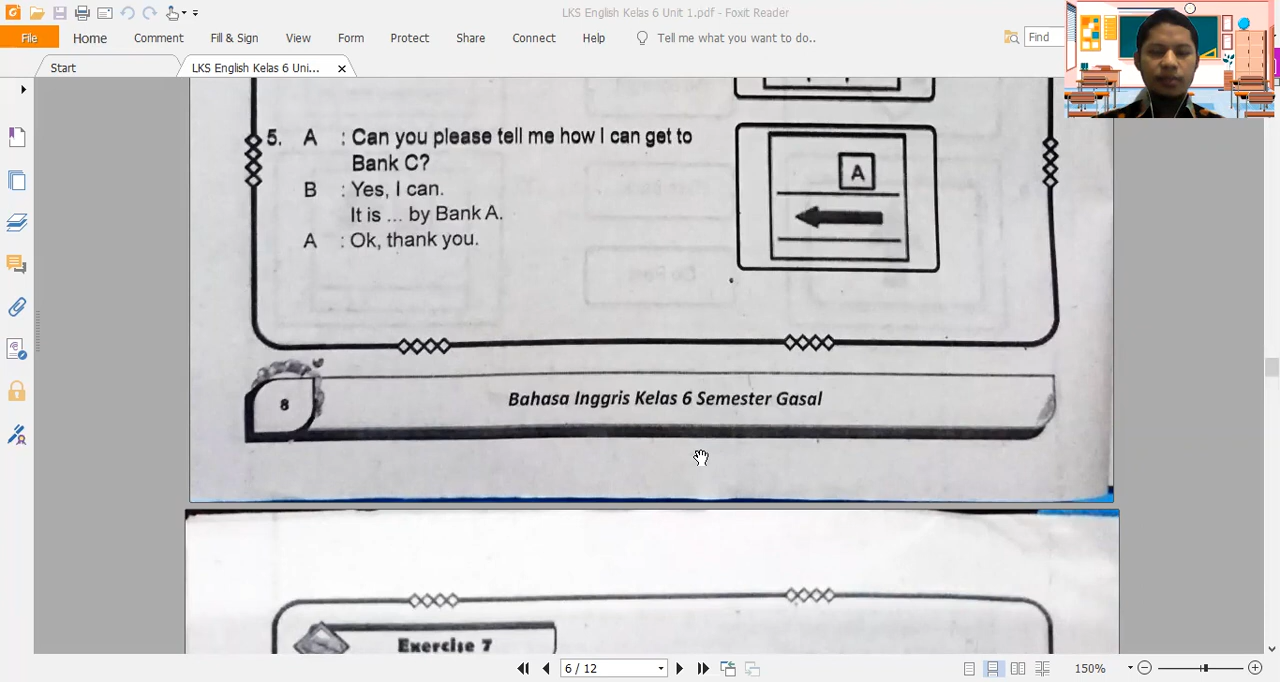 LKS English Kelas 6 Unit 1.pdf - Foxit Reader
File Home Comment Fill & Sign View Form Protect Share Connect Help Tell me what you want to do.. Find
Start LKS English Kelas 6 Uni...
5. A : Can you please tell me how I can get to
Bank C?
B : Yes, I can.
It is ... by Bank A.
A : Ok, thank you.
A
8
Bahasa Inggris Kelas 6 Semester Gasal
Exercise 7
6 / 12
150%